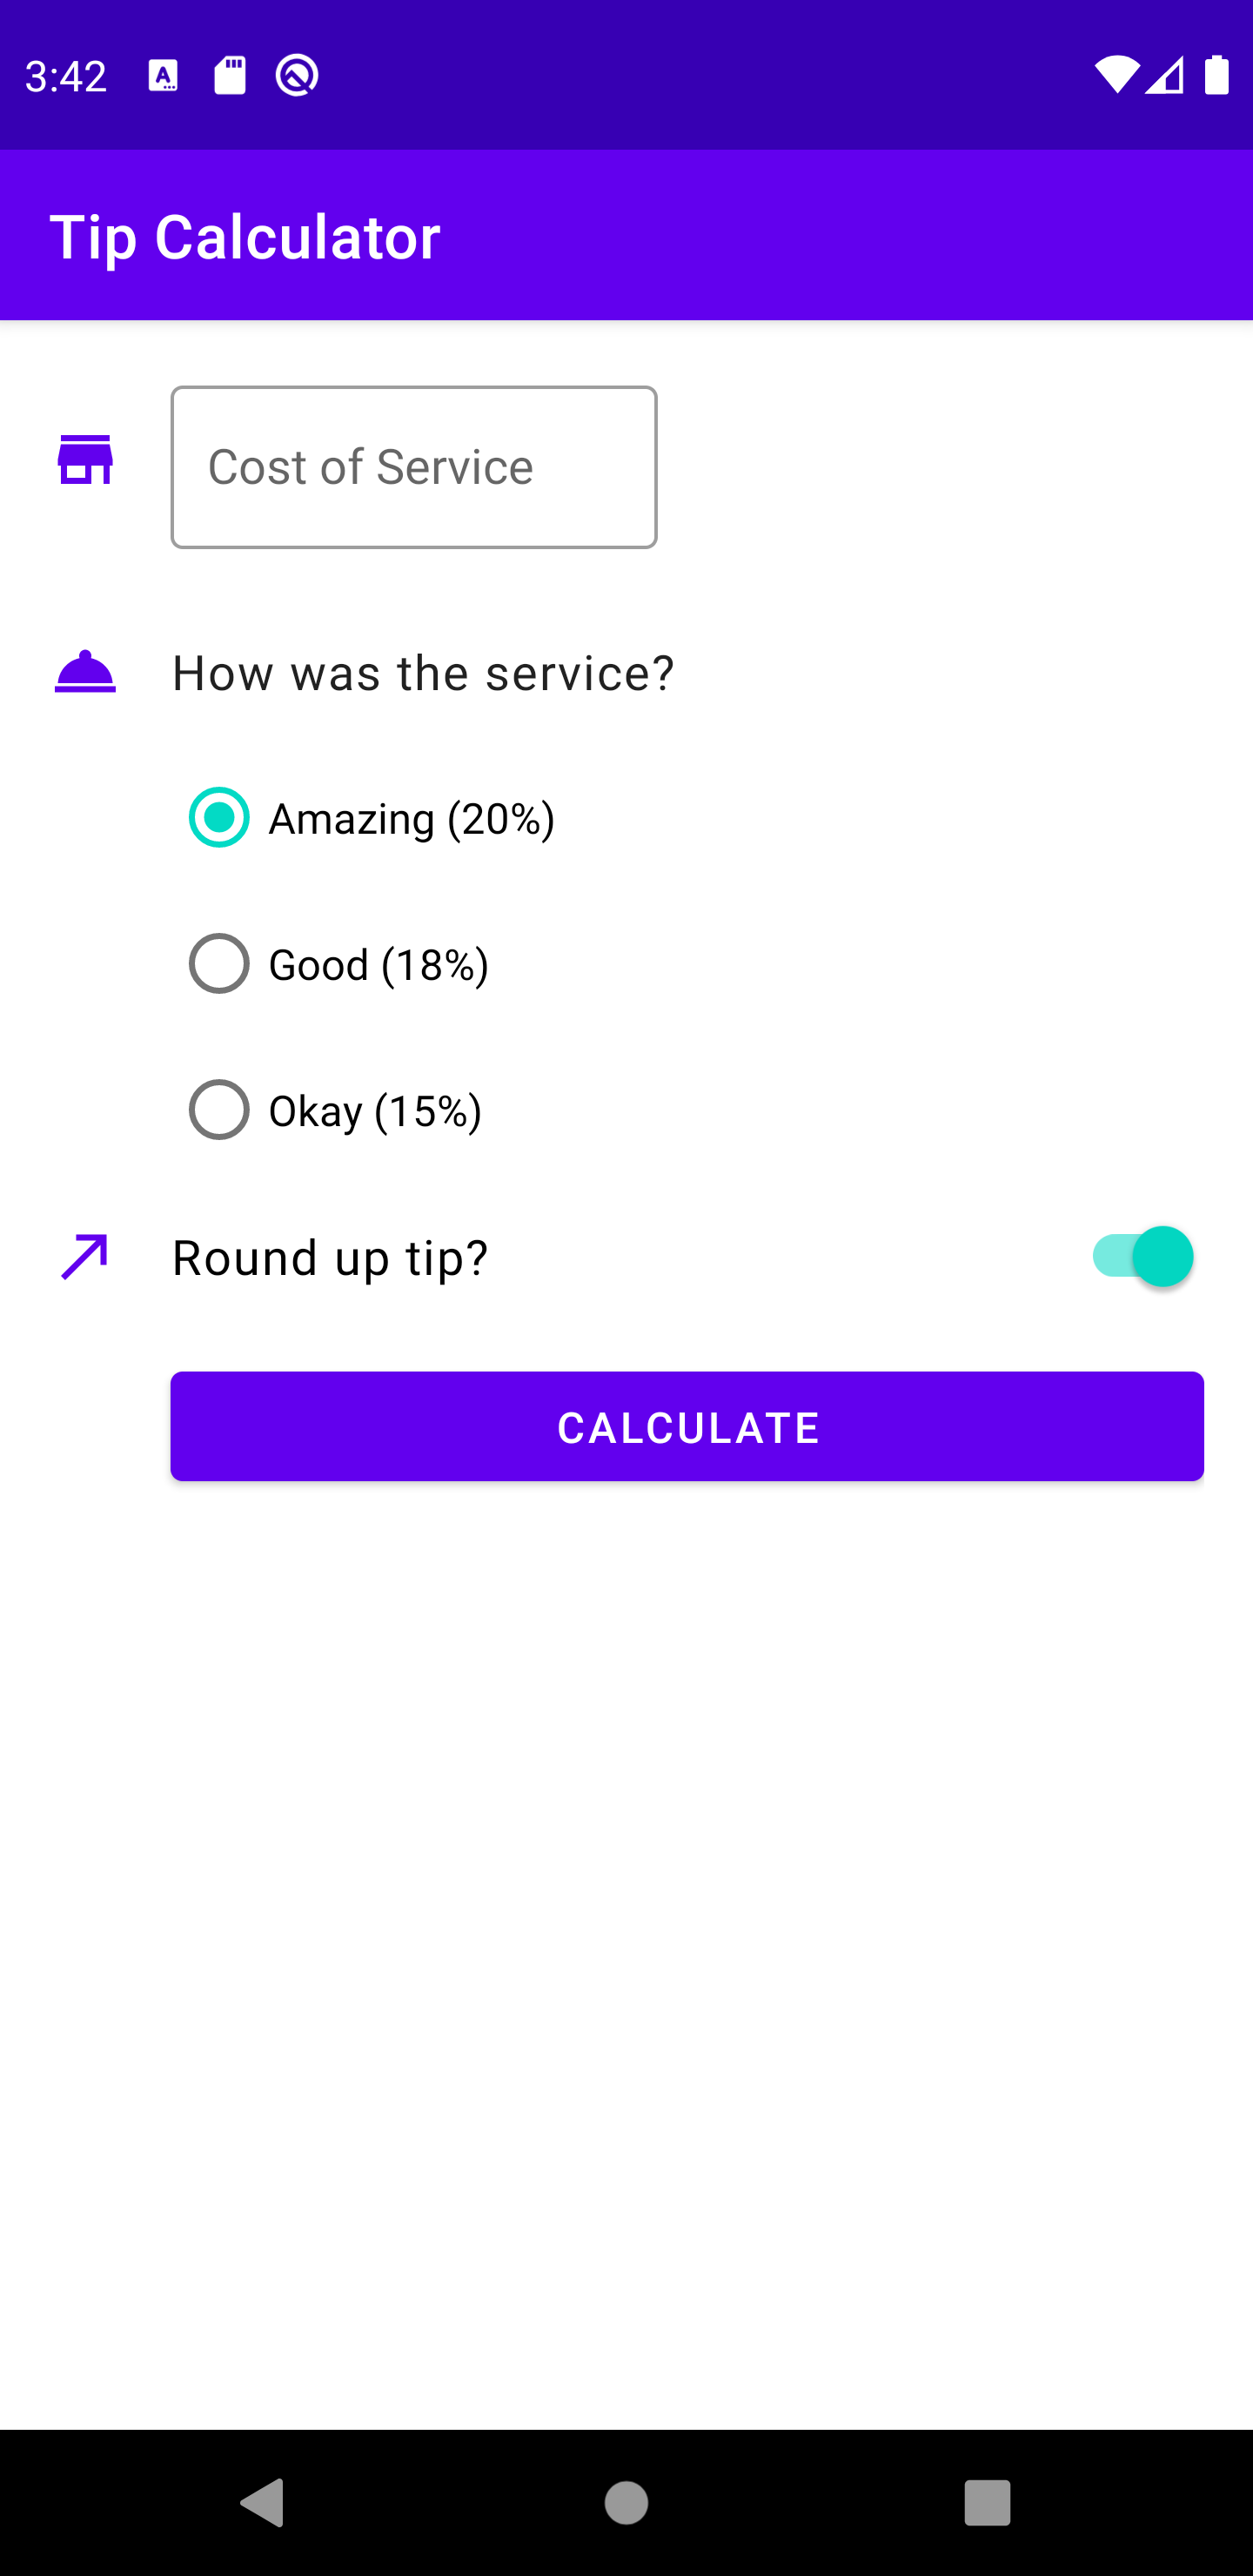 3:42
Tip Calculator
Cost of Service
How was the service?
Amazing (20%)
Good (18%)
Okay (15%)
Round up tip?
CALCULATE